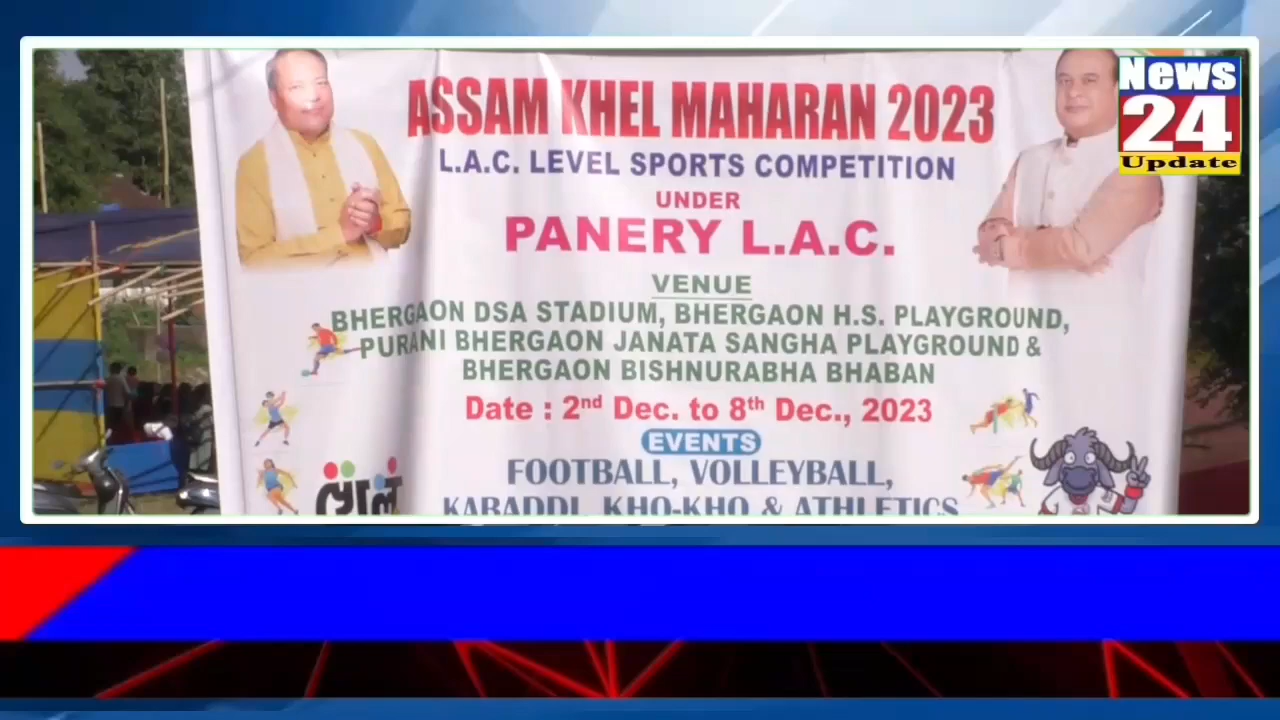 News
24
Update
ASSAM KHEL MAHARAN 2023
L.A.C. LEVEL SPORTS COMPETITION
UNDER
PANERY L.A.C.
VENUE
BHERGAON DSA STADIUM, BHERGAON H.S. PLAYGROUND,
PURANI BHERGAON JANATA SANGHA PLAYGROUND &
BHERGAON BISHNURABHA BHABAN
Date : 2nd Dec. to 8th Dec., 2023
EVENTS
FOOTBALL, VOLLEYBALL,
KABADDI, KHO-KHO & ATHLETICS